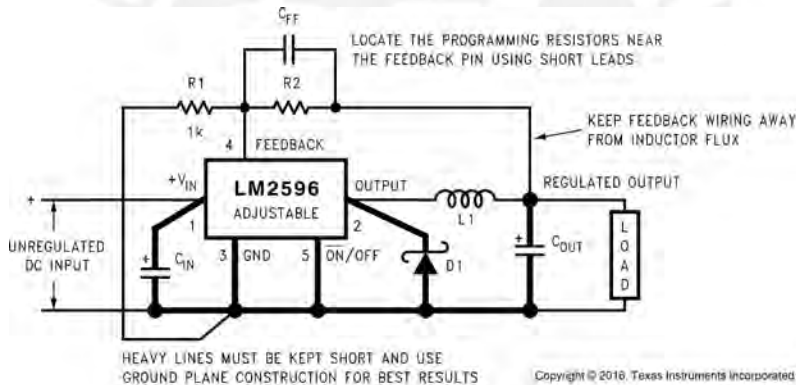 CFF
LOCATE THE PROGRAMMING RESISTORS NEAR
THE FEEDBACK PIN USING SHORT LEADS
R1
R2
1k
4
FEEDBACK
KEEP FEEDBACK WIRING AWAY
FROM INDUCTOR FLUX
+VIN
LM2596
ADJUSTABLE
OUTPUT
REGULATED OUTPUT
+
1
2
L1
UNREGULATED
DC INPUT
+
CIN
3
GND
5
ON/OFF
D1
+
COUT
LOAD
-
HEAVY LINES MUST BE KEPT SHORT AND USE
GROUND PLANE CONSTRUCTION FOR BEST RESULTS
Copyright © 2016, Texas Instruments Incorporated